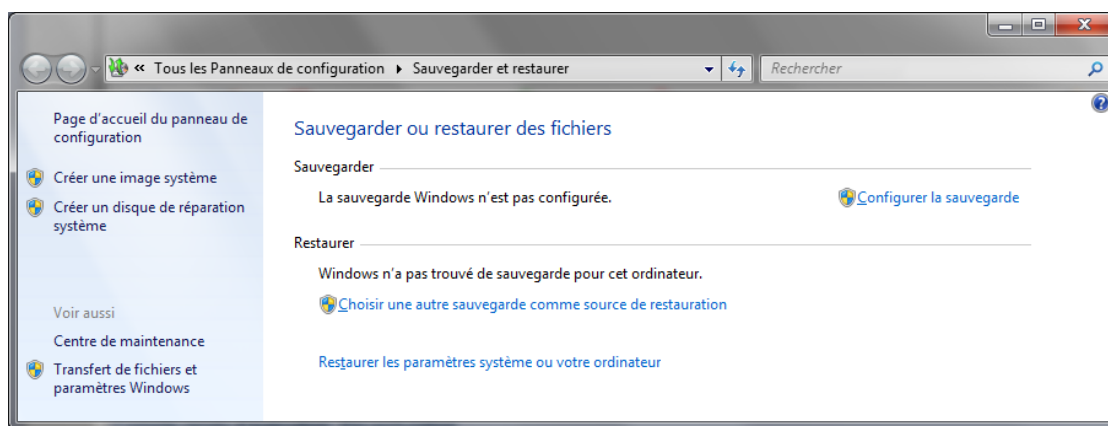 « Tous les Panneaux de configuration ▸ Sauvegarder et restaurer
Rechercher
Page d'accueil du panneau de
configuration
Créer une image système
Créer un disque de réparation
système
Voir aussi
Centre de maintenance
Transfert de fichiers et
paramètres Windows
Sauvegarder ou restaurer des fichiers
Sauvegarder
La sauvegarde Windows n'est pas configurée.
Configurer la sauvegarde
Restaurer
Windows n'a pas trouvé de sauvegarde pour cet ordinateur.
Choisir une autre sauvegarde comme source de restauration
Restaurer les paramètres système ou votre ordinateur